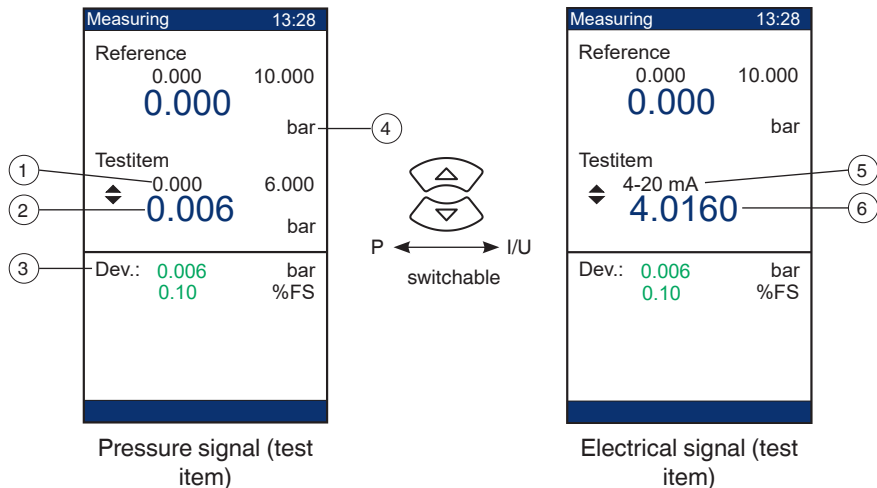 Measuring 13:28
Reference
0.000 10.000
0.000
bar
4
Testitem
1
0.000 6.000
2
0.006
bar
3
Dev.: 0.006 bar
0.10 %FS
Pressure signal (test
item)
P I/U
switchable
Measuring 13:28
Reference
0.000 10.000
0.000
bar
Testitem
4-20 mA
5
4.0160
6
Dev.: 0.006 bar
0.10 %FS
Electrical signal (test
item)